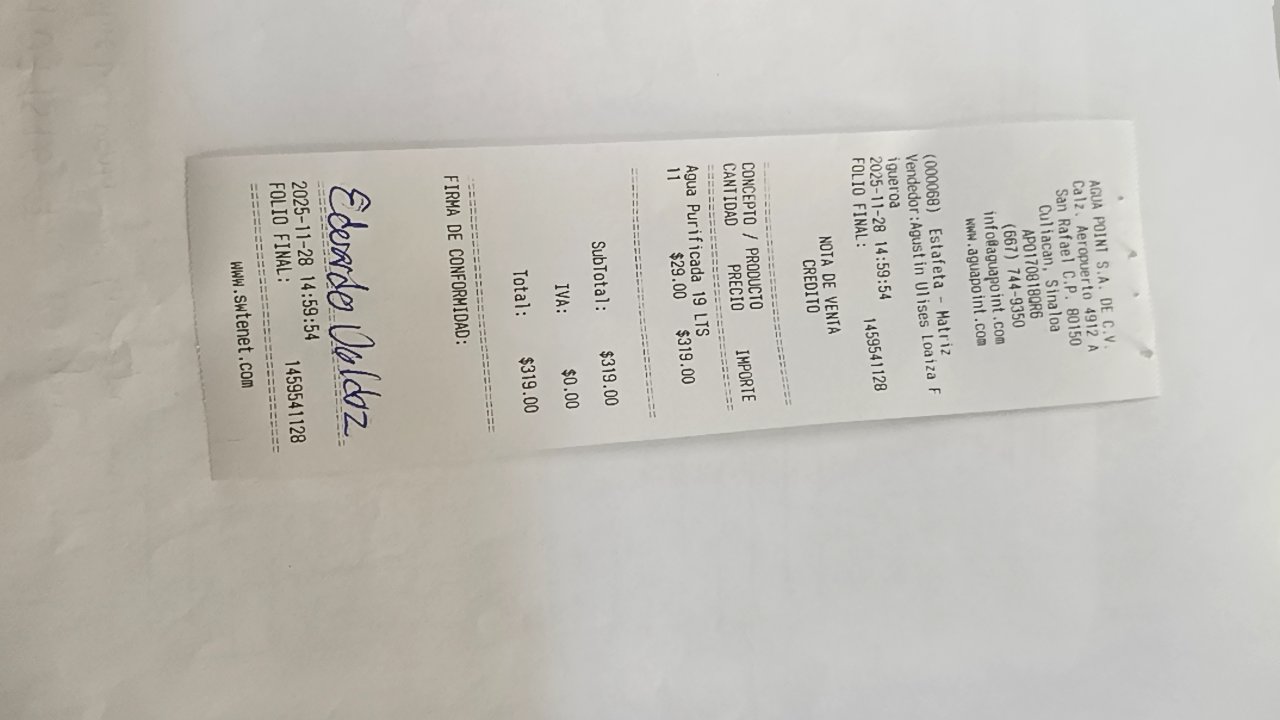 AGUA POINT S.A. DE C.V.
Calz. Aeropuerto 4912 A
San Rafael C.P. 80150
Culiacan, Sinaloa
APO170818QR6
(667) 744-9350
info@aguapoint.com
www.aguapoint.com
(000068) Estafeta - Matriz
Vendedor:Agustin Ulises Loaiza F
igueroa
2025-11-28 14:59:54 1459541128
FOLIO FINAL:
NOTA DE VENTA
CREDITO
CONCEPTO / PRODUCTO
CANTIDAD PRECIO IMPORTE
Agua Purificada 19 LTS
11 $29.00 $319.00
SubTotal: $319.00
IVA: $0.00
Total: $319.00
FIRMA DE CONFORMIDAD:
Ederardo Valdez
2025-11-28 14:59:54 1459541128
FOLIO FINAL:
www.swtenet.com